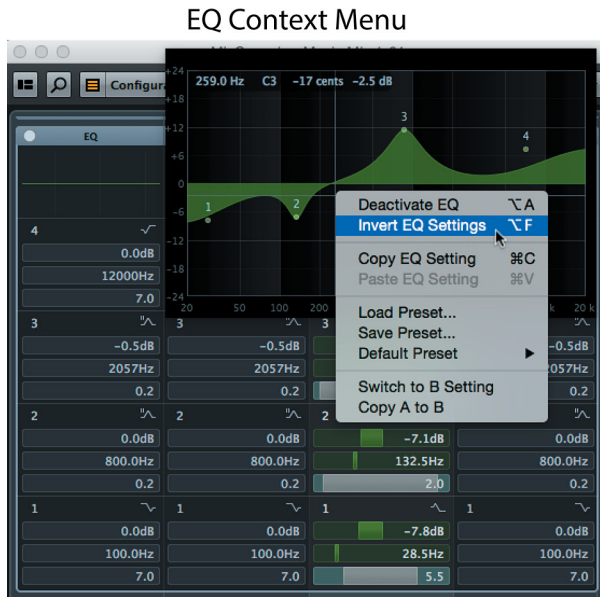 EQ Context Menu
Configur
+24
259.0 Hz C3 −17 cents −2.5 dB
+18
+12
3
4
+6
0
1
2
-6
-12
-18
-24
20 50 100 200 k 20 k
Deactivate EQ ⌥A
Invert EQ Settings ⌥F
Copy EQ Setting ⌘C
Paste EQ Setting ⌘V
Load Preset...
Save Preset...
Default Preset ▶
Switch to B Setting
Copy A to B
EQ
4
0.0dB
12000Hz
7.0
3 3 3
−0.5dB −0.5dB −0.5dB
2057Hz 2057Hz 2057Hz
0.2 0.2 0.2
2 2 2
0.0dB 0.0dB −7.1dB 0.0dB
800.0Hz 800.0Hz 132.5Hz 800.0Hz
0.2 0.2 2.0 0.2
1 1 1 1
0.0dB 0.0dB −7.8dB 0.0dB
100.0Hz 100.0Hz 28.5Hz 100.0Hz
7.0 7.0 5.5 7.0